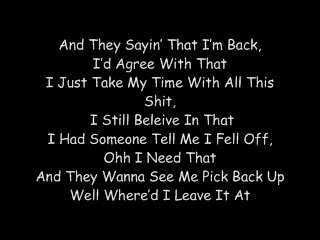 And They Sayin' That I'm Back,
I'd Agree With That
I Just Take My Time With All This
Shit,
I Still Beleive In That
I Had Someone Tell Me I Fell Off,
Ohh I Need That
And They Wanna See Me Pick Back Up
Well Where'd I Leave It At